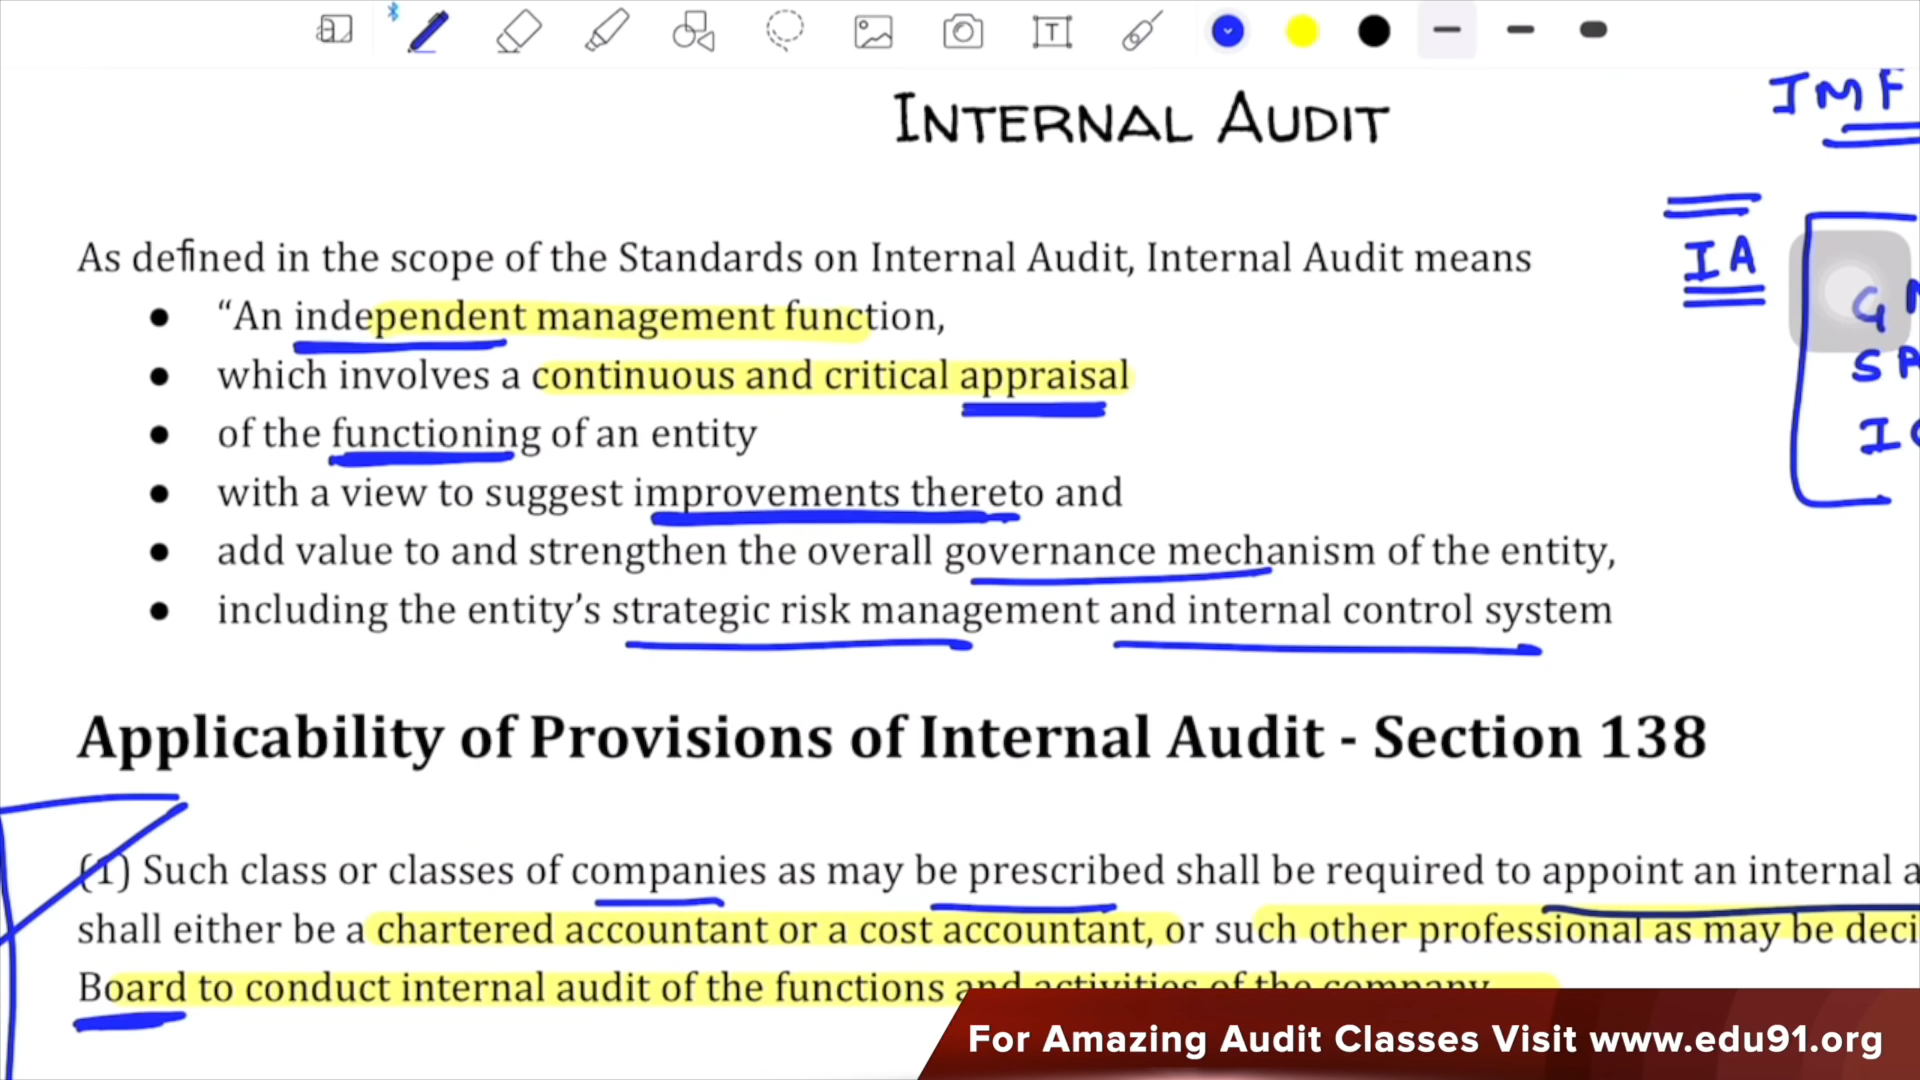 INTERNAL AUDIT
IMF
IA
As defined in the scope of the Standards on Internal Audit, Internal Audit means
● “An independent management function,
● which involves a continuous and critical appraisal
● of the functioning of an entity
● with a view to suggest improvements thereto and
● add value to and strengthen the overall governance mechanism of the entity,
● including the entity’s strategic risk management and internal control system
Applicability of Provisions of Internal Audit - Section 138
(1) Such class or classes of companies as may be prescribed shall be required to appoint an internal
shall either be a chartered accountant or a cost accountant, or such other professional as may be
Board to conduct internal audit of the functions and activities of the company
For Amazing Audit Classes Visit www.edu91.org